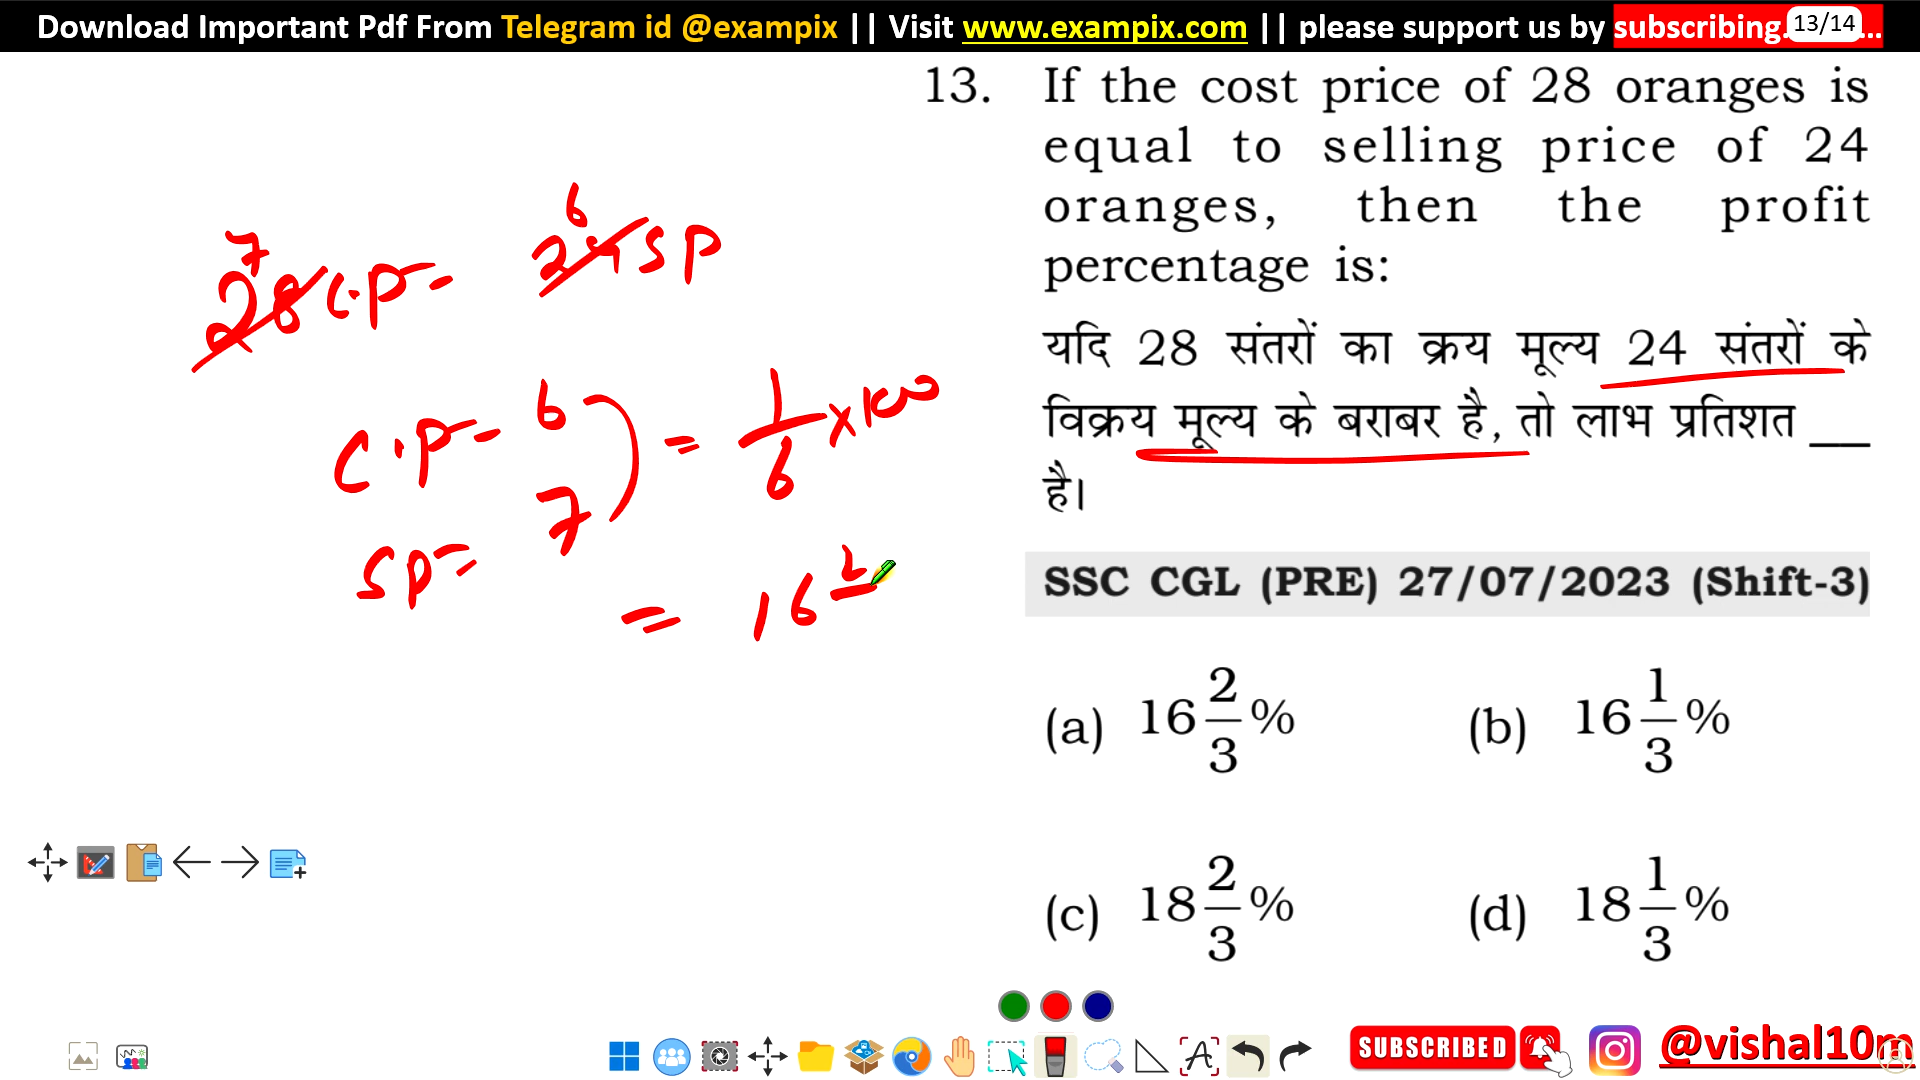 Download Important Pdf From Telegram id @exampix || Visit www.exampix.com || please support us by subscribing.
13/14
13. If the cost price of 28 oranges is
equal to selling price of 24
oranges, then the profit
percentage is:
यदि 28 संतरों का क्रय मूल्य 24 संतरों के
विक्रय मूल्य के बराबर है, तो लाभ प्रतिशत __
है।
SSC CGL (PRE) 27/07/2023 (Shift-3)
(a) 16 2/3 %
(b) 16 1/3 %
(c) 18 2/3 %
(d) 18 1/3 %
7 6
28 C.P = 24 SP
C.P = 6
SP = 7
= 1/6 × 100
= 16 2
SUBSCRIBED
@vishal10m